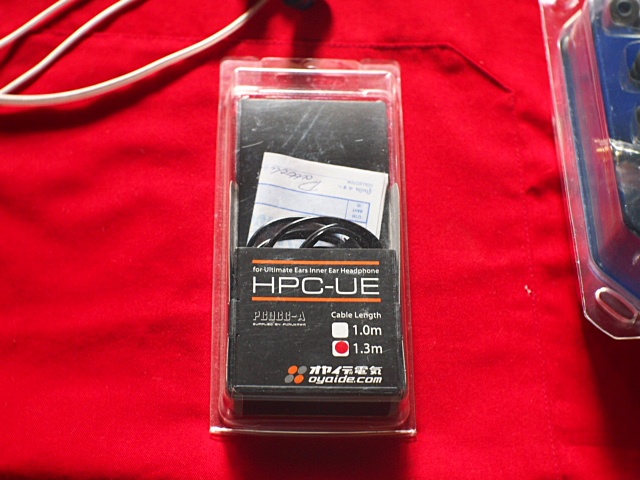 for Ultimate Ears Inner Ear Headphone
HPC-UE
PCOCC-A
SUPPLIED BY FURUKAWA
Cable Length
1.0m
1.3m
オヤイデ電気
oyaide.com